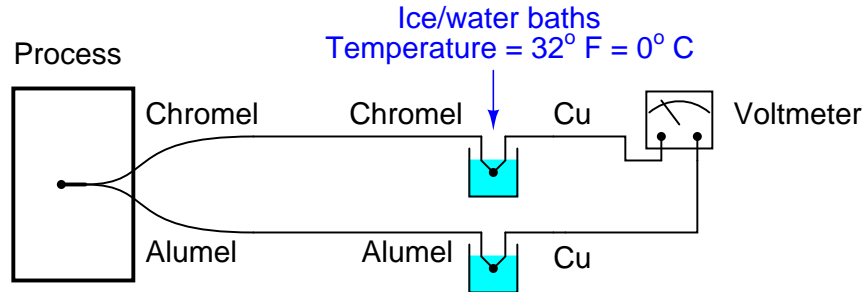 Ice/water baths
Temperature = 32° F = 0° C
Process
Chromel
Chromel
Cu
Voltmeter
Alumel
Alumel
Cu